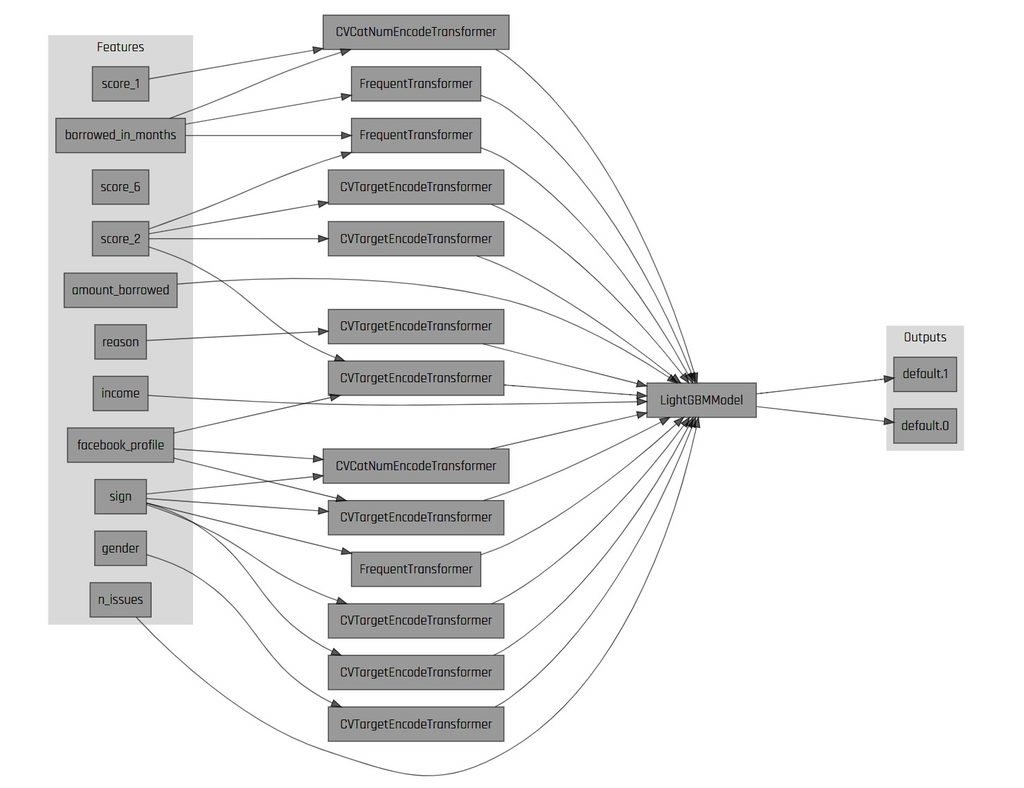 Features
score_1
borrowed_in_months
score_6
score_2
amount_borrowed
reason
income
facebook_profile
sign
gender
n_issues
CVCatNumEncodeTransformer
FrequentTransformer
FrequentTransformer
CVTargetEncodeTransformer
CVTargetEncodeTransformer
CVTargetEncodeTransformer
CVTargetEncodeTransformer
CVCatNumEncodeTransformer
CVTargetEncodeTransformer
FrequentTransformer
CVTargetEncodeTransformer
CVTargetEncodeTransformer
CVTargetEncodeTransformer
LightGBMModel
Outputs
default.1
default.0